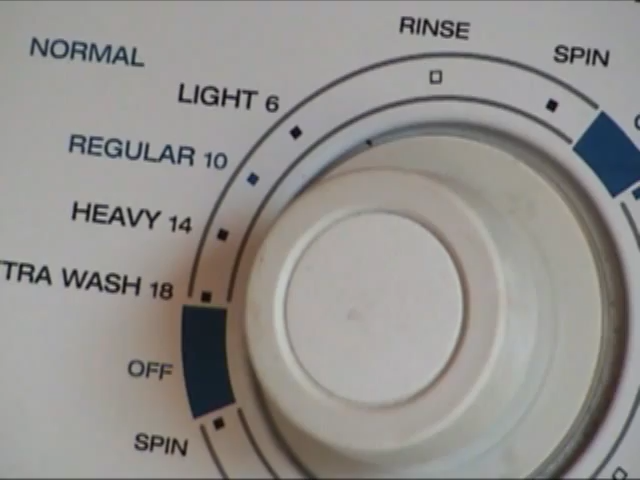 RINSE
SPIN
NORMAL
LIGHT 6
REGULAR 10
HEAVY 14
TRA WASH 18
OFF
SPIN